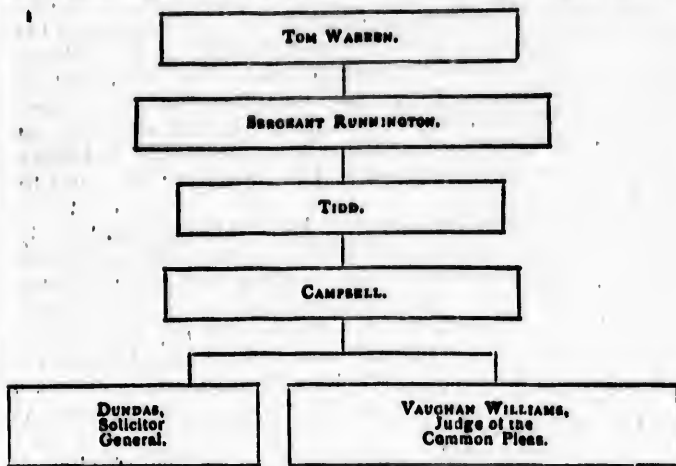 TOM WARREN.
SERGEANT RUNNINGTON.
TIDD.
CAMPBELL.
DUNDAS,
Solicitor
General.
VAUGHAN WILLIAMS,
Judge of the
Common Pleas.